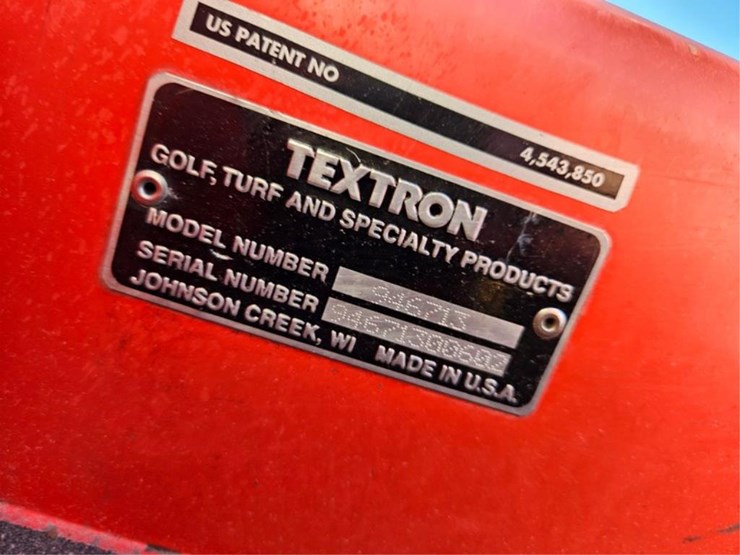 US PATENT NO 4,543,850
TEXTRON
GOLF, TURF AND SPECIALTY PRODUCTS
MODEL NUMBER 946713
SERIAL NUMBER 94671300602
JOHNSON CREEK, WI MADE IN U.S.A.